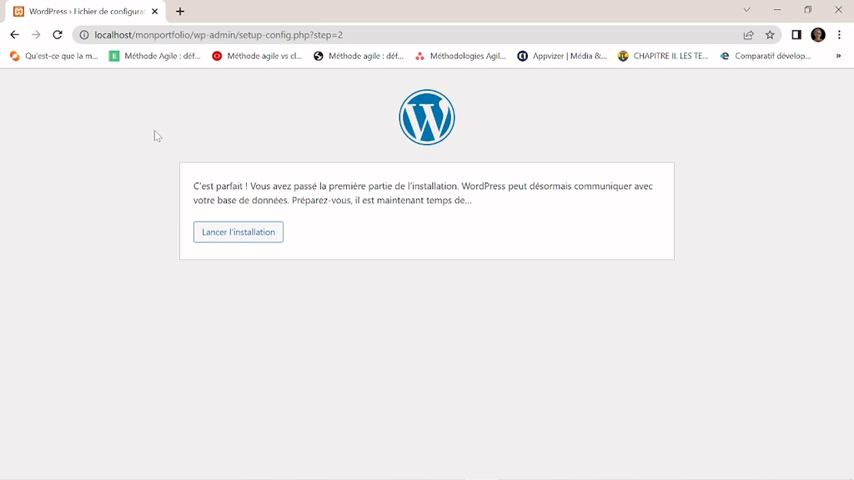 WordPress › Fichier de configurat
localhost/monportfolio/wp-admin/setup-config.php?step=2
Qu'est-ce que la m...
Méthode Agile : déf...
Méthode agile vs cl...
Méthode agile : déf...
Méthodologies Agil...
Appvizer | Média &...
CHAPITRE II. LES TE...
Comparatif dévelop...
»
C'est parfait ! Vous avez passé la première partie de l'installation. WordPress peut désormais communiquer avec
votre base de données. Préparez-vous, il est maintenant temps de...
Lancer l'installation